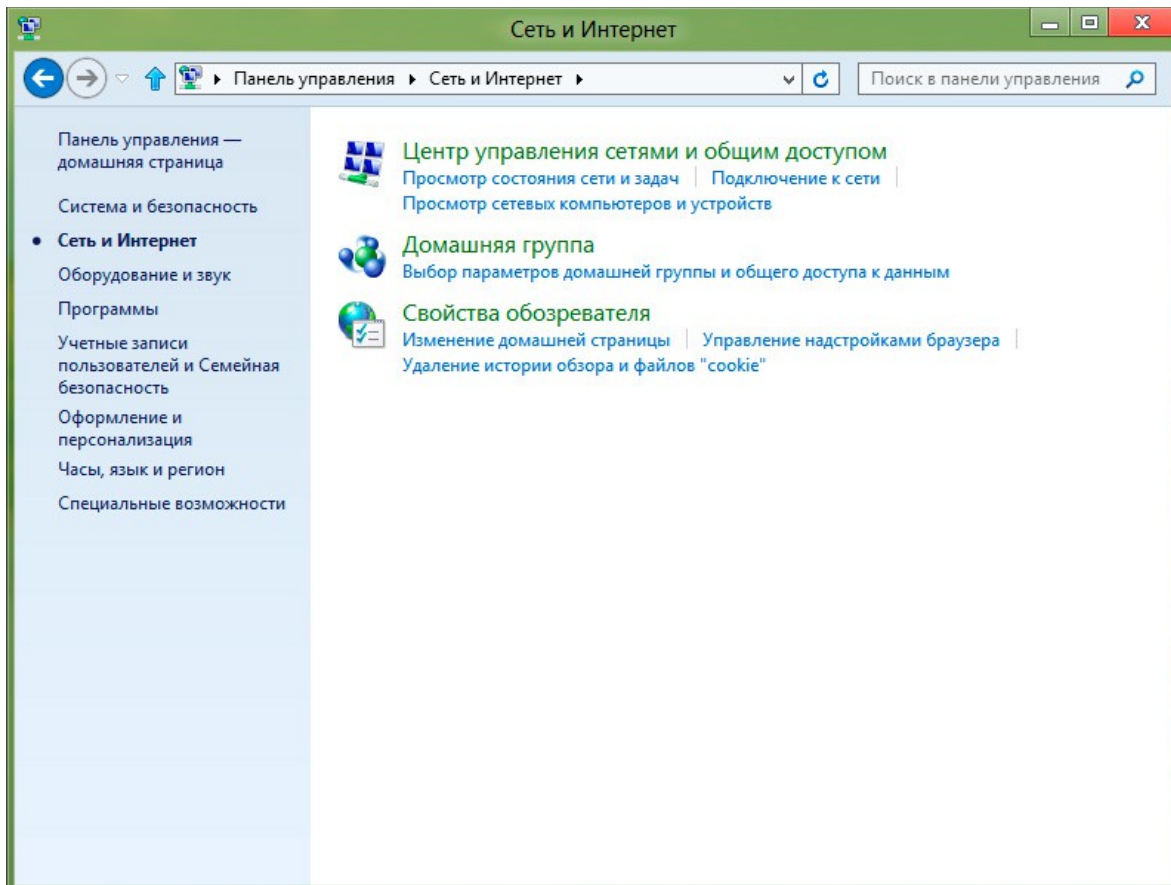 Сеть и Интернет
Панель управления Сеть и Интернет
Поиск в панели управления
Панель управления —
домашняя страница
Система и безопасность
Сеть и Интернет
Оборудование и звук
Программы
Учетные записи
пользователей и Семейная
безопасность
Оформление и
персонализация
Часы, язык и регион
Специальные возможности
Центр управления сетями и общим доступом
Просмотр состояния сети и задач Подключение к сети
Просмотр сетевых компьютеров и устройств
Домашняя группа
Выбор параметров домашней группы и общего доступа к данным
Свойства обозревателя
Изменение домашней страницы Управление надстройками браузера
Удаление истории обзора и файлов "cookie"